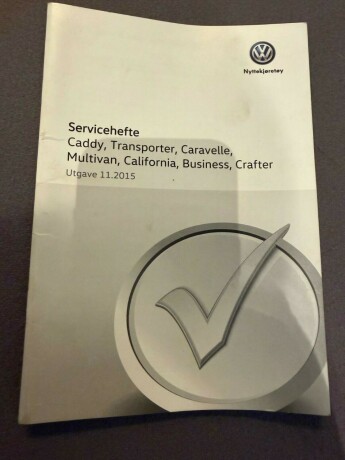 Nyttekjøretøy
Servicehefte
Caddy, Transporter, Caravelle,
Multivan, California, Business, Crafter
Utgave 11.2015